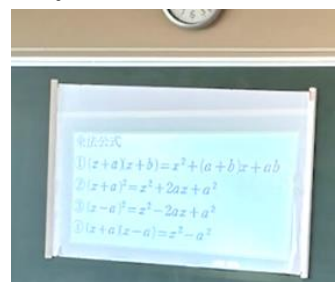 乗法公式
①(x+a)(x+b)=x²+(a+b)x+ab
②(x+a)²=x²+2ax+a²
③(x-a)²=x²-2ax+a²
④(x+a)(x-a)=x²-a²